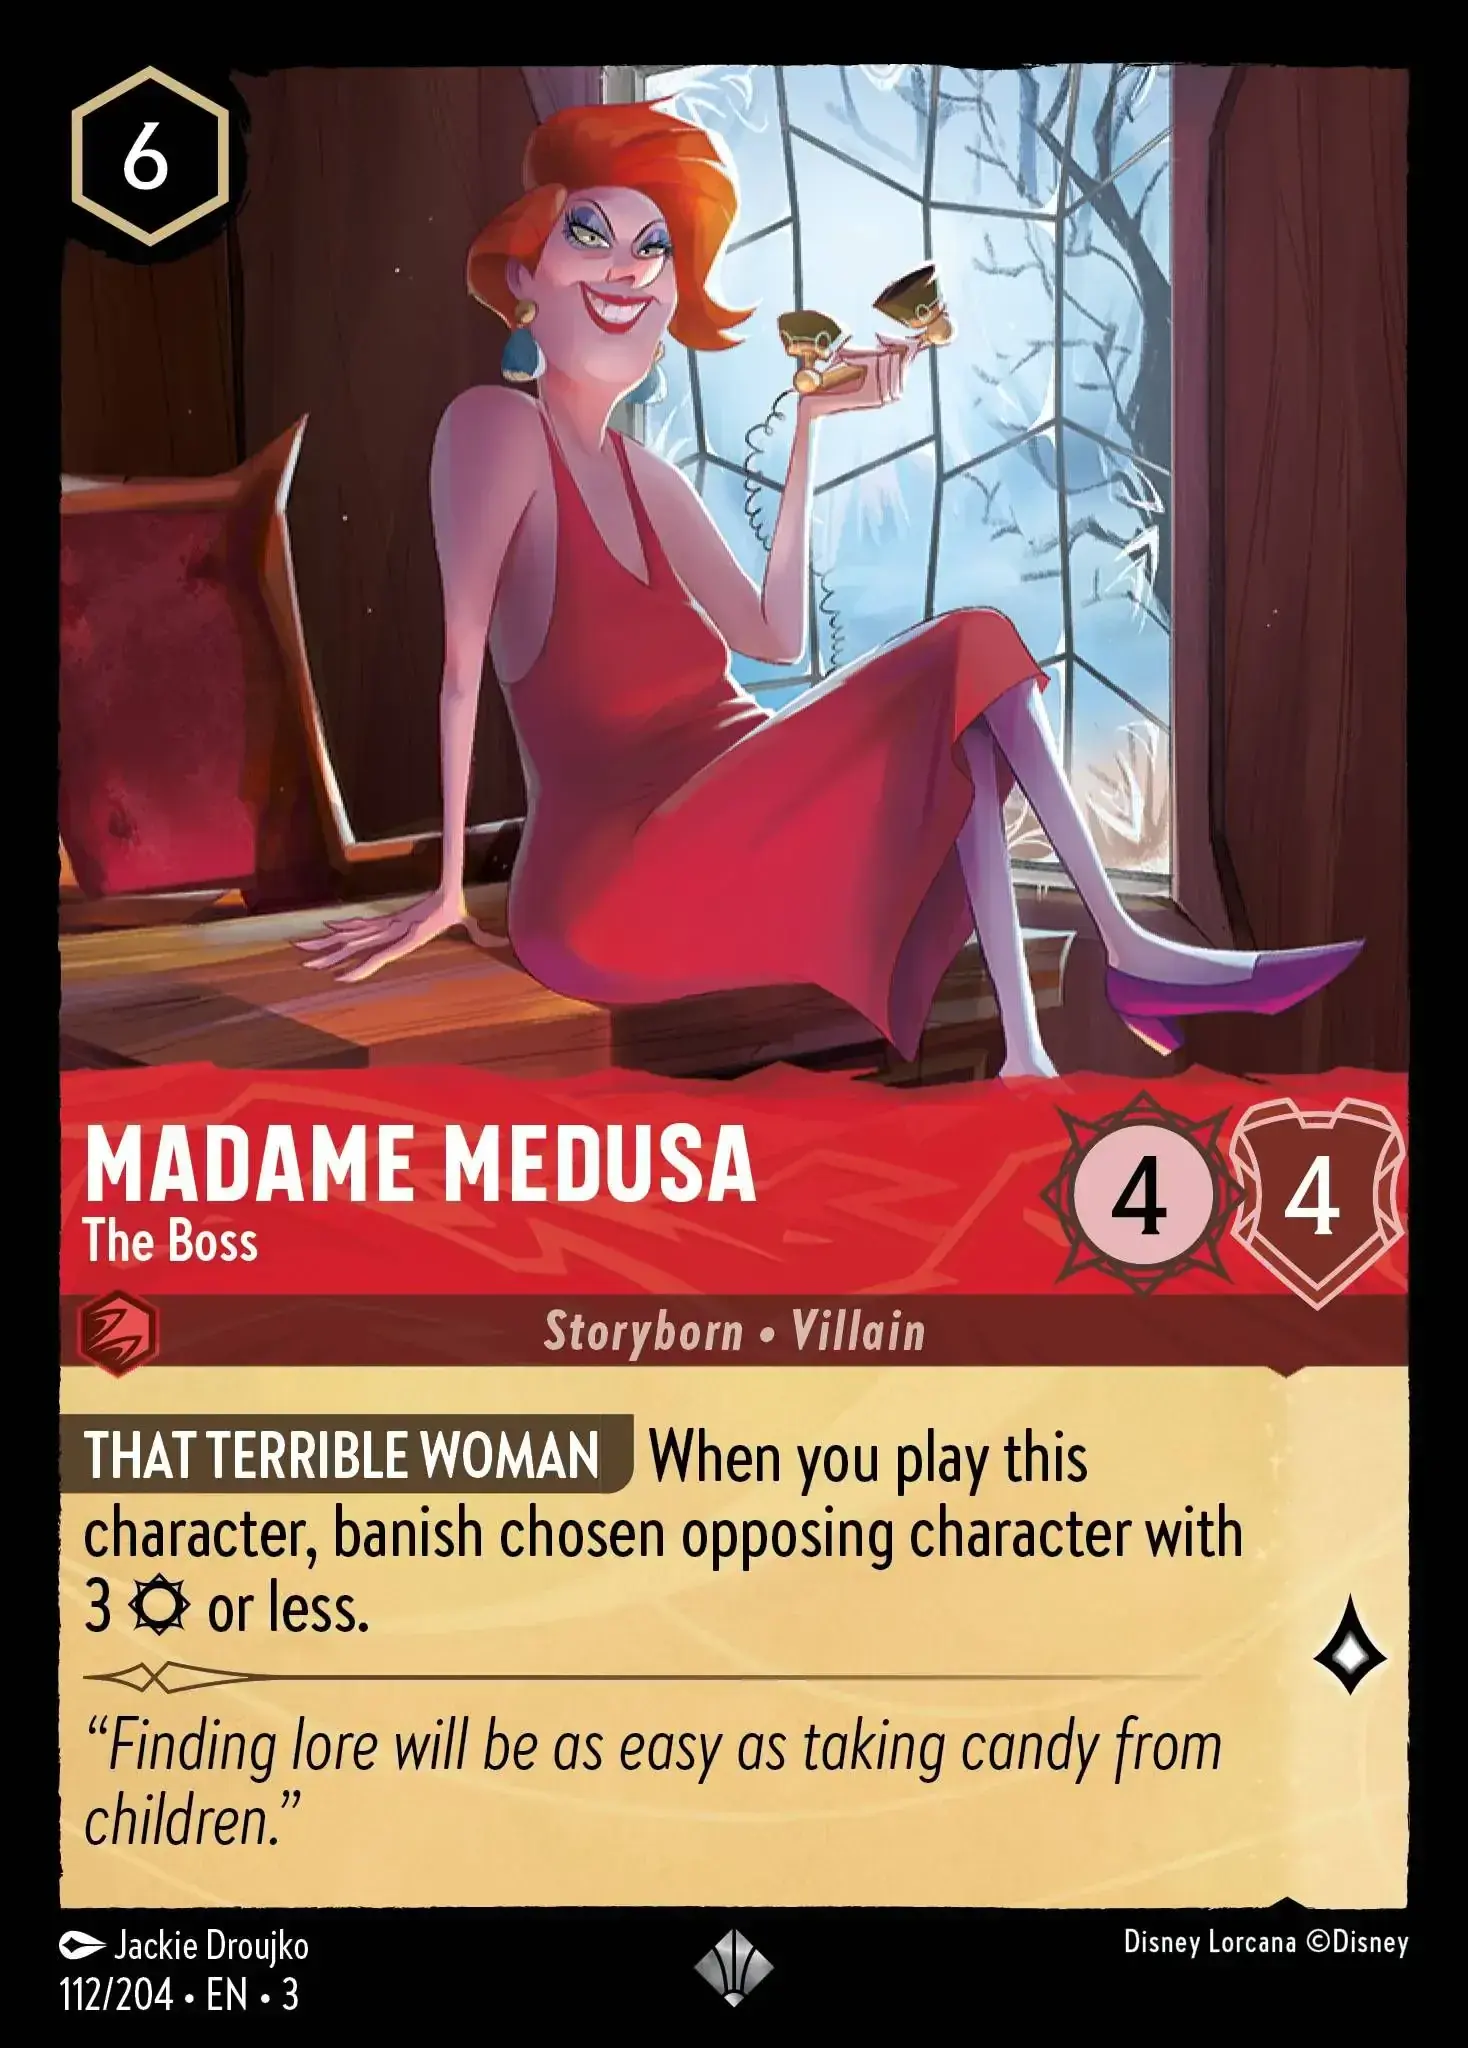 6
MADAME MEDUSA
The Boss
4
4
Storyborn • Villain
THAT TERRIBLE WOMAN When you play this
character, banish chosen opposing character with
3 or less.
“Finding lore will be as easy as taking candy from
children.”
Jackie Droujko
112/204 • EN • 3
Disney Lorcana ©Disney